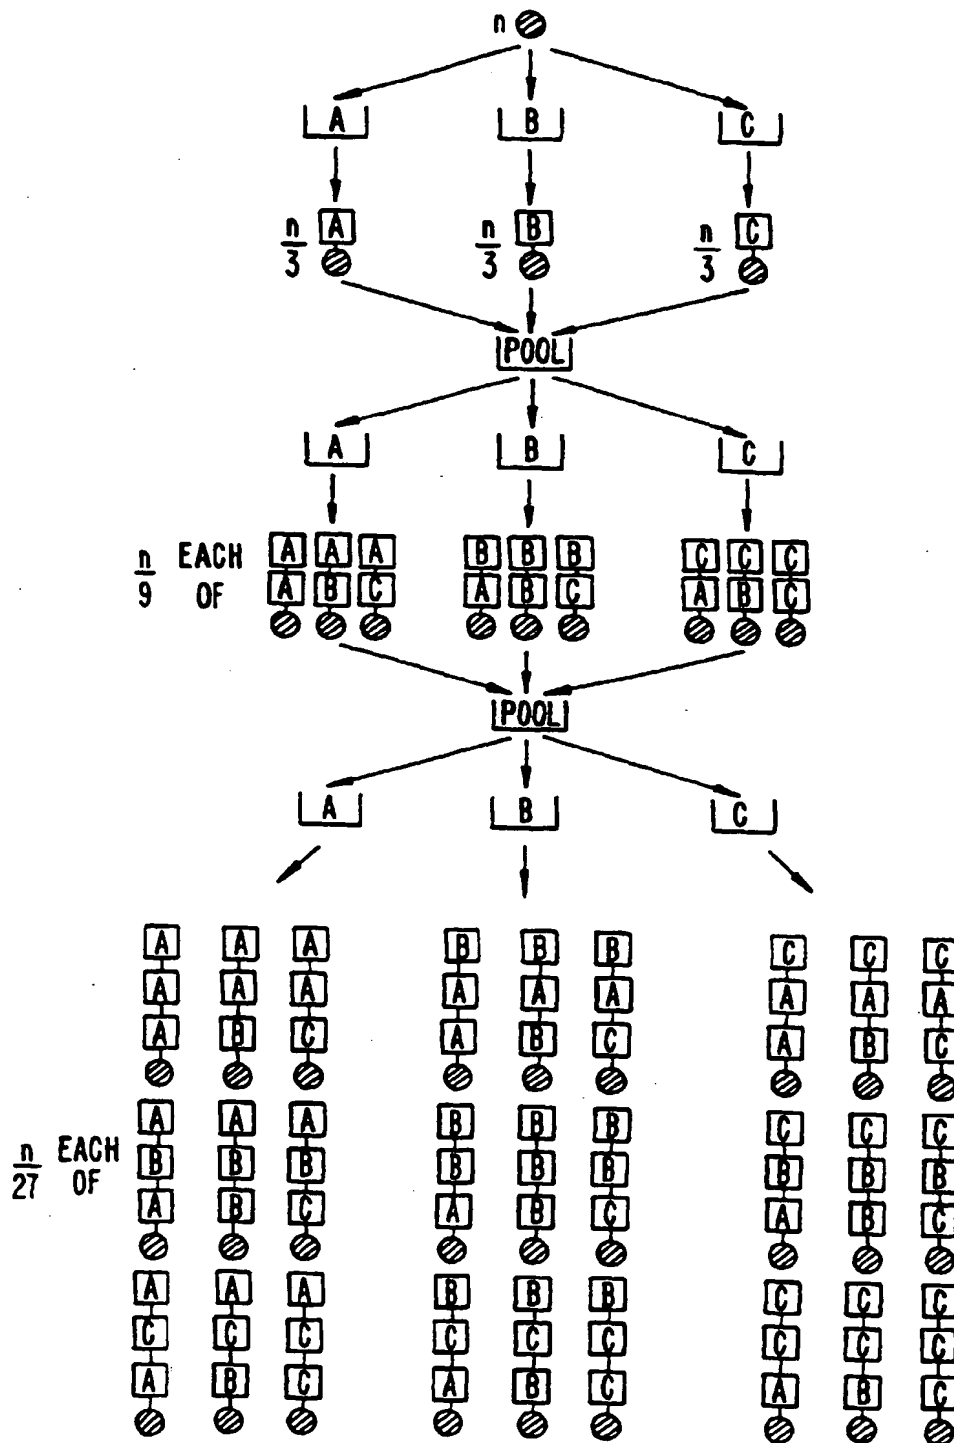 n
A B C
n/3 A n/3 B n/3 C
POOL
A B C
n/9 EACH OF
A A A B B B C C C
A B C A B C A B C
POOL
A B C
A A A B B B C C C
A A A A A A A A A
A B C A B C A B C
n/27 EACH OF
A A A B B B C C C
B B B B B B B B B
A B C A B C A B C
A A A B B B C C C
C C C C C C C C C
A B C A B C A B C